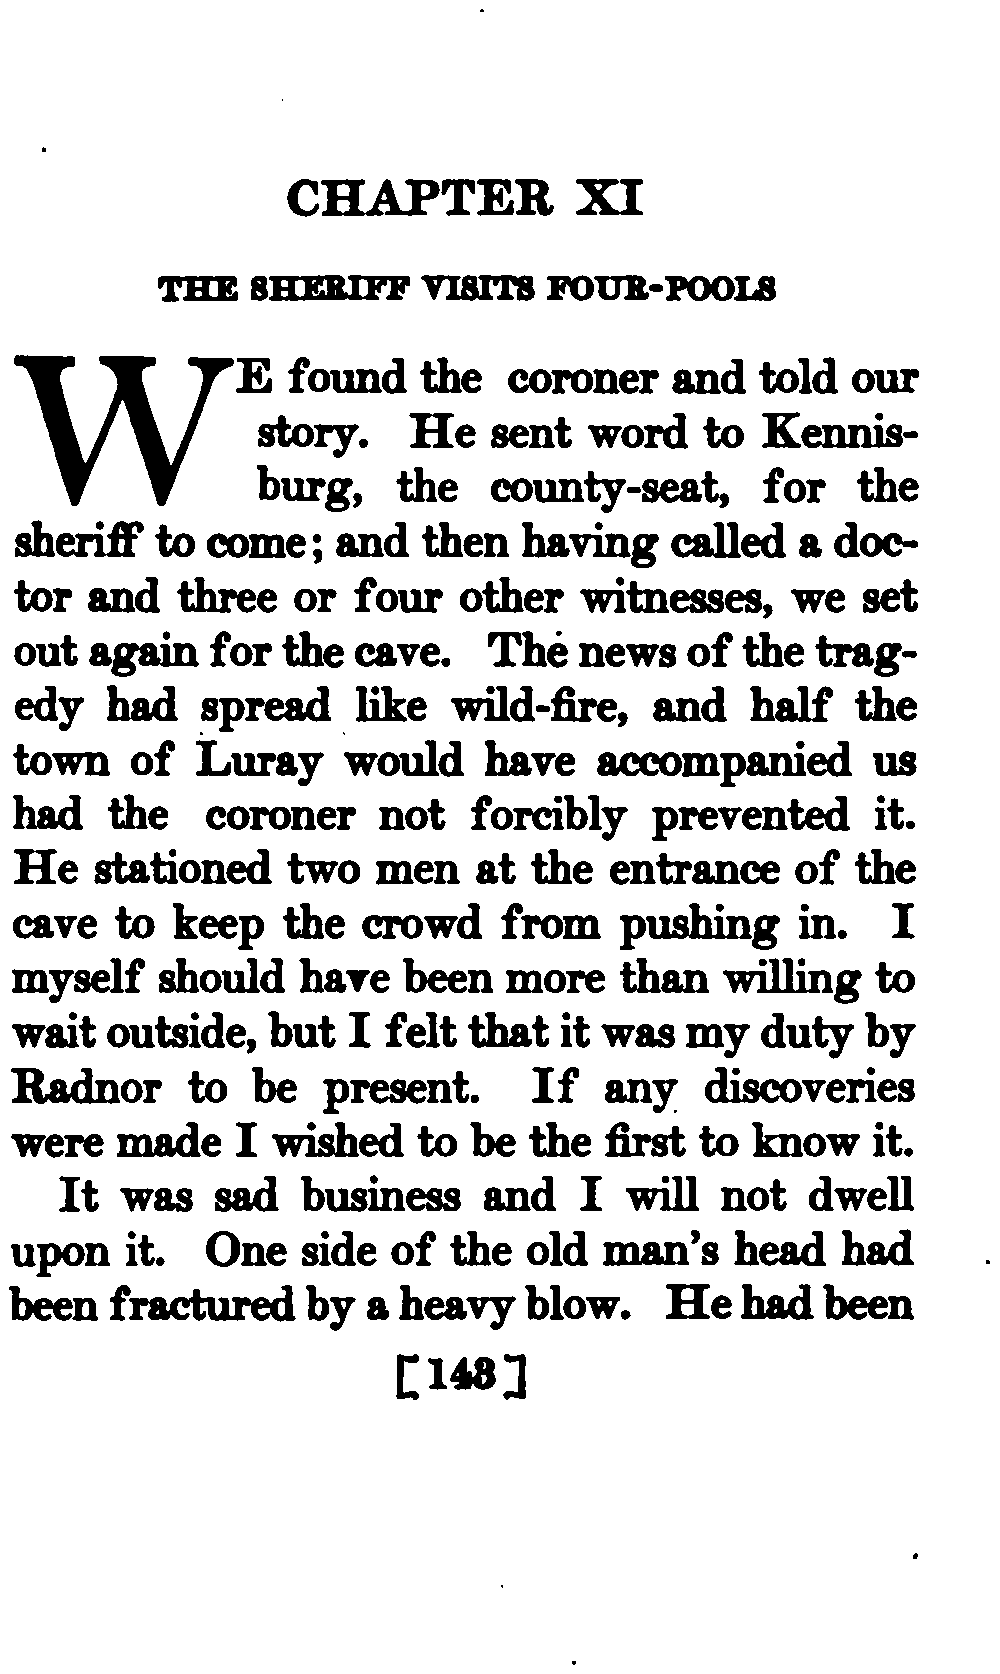 CHAPTER XI
THE SHERIFF VISITS FOUR-POOLS
WE found the coroner and told our
story. He sent word to Kennis-
burg, the county-seat, for the
sheriff to come; and then having called a doc-
tor and three or four other witnesses, we set
out again for the cave. The news of the trag-
edy had spread like wild-fire, and half the
town of Luray would have accompanied us
had the coroner not forcibly prevented it.
He stationed two men at the entrance of the
cave to keep the crowd from pushing in. I
myself should have been more than willing to
wait outside, but I felt that it was my duty by
Radnor to be present. If any discoveries
were made I wished to be the first to know it.
It was sad business and I will not dwell
upon it. One side of the old man's head had
been fractured by a heavy blow. He had been
[148]